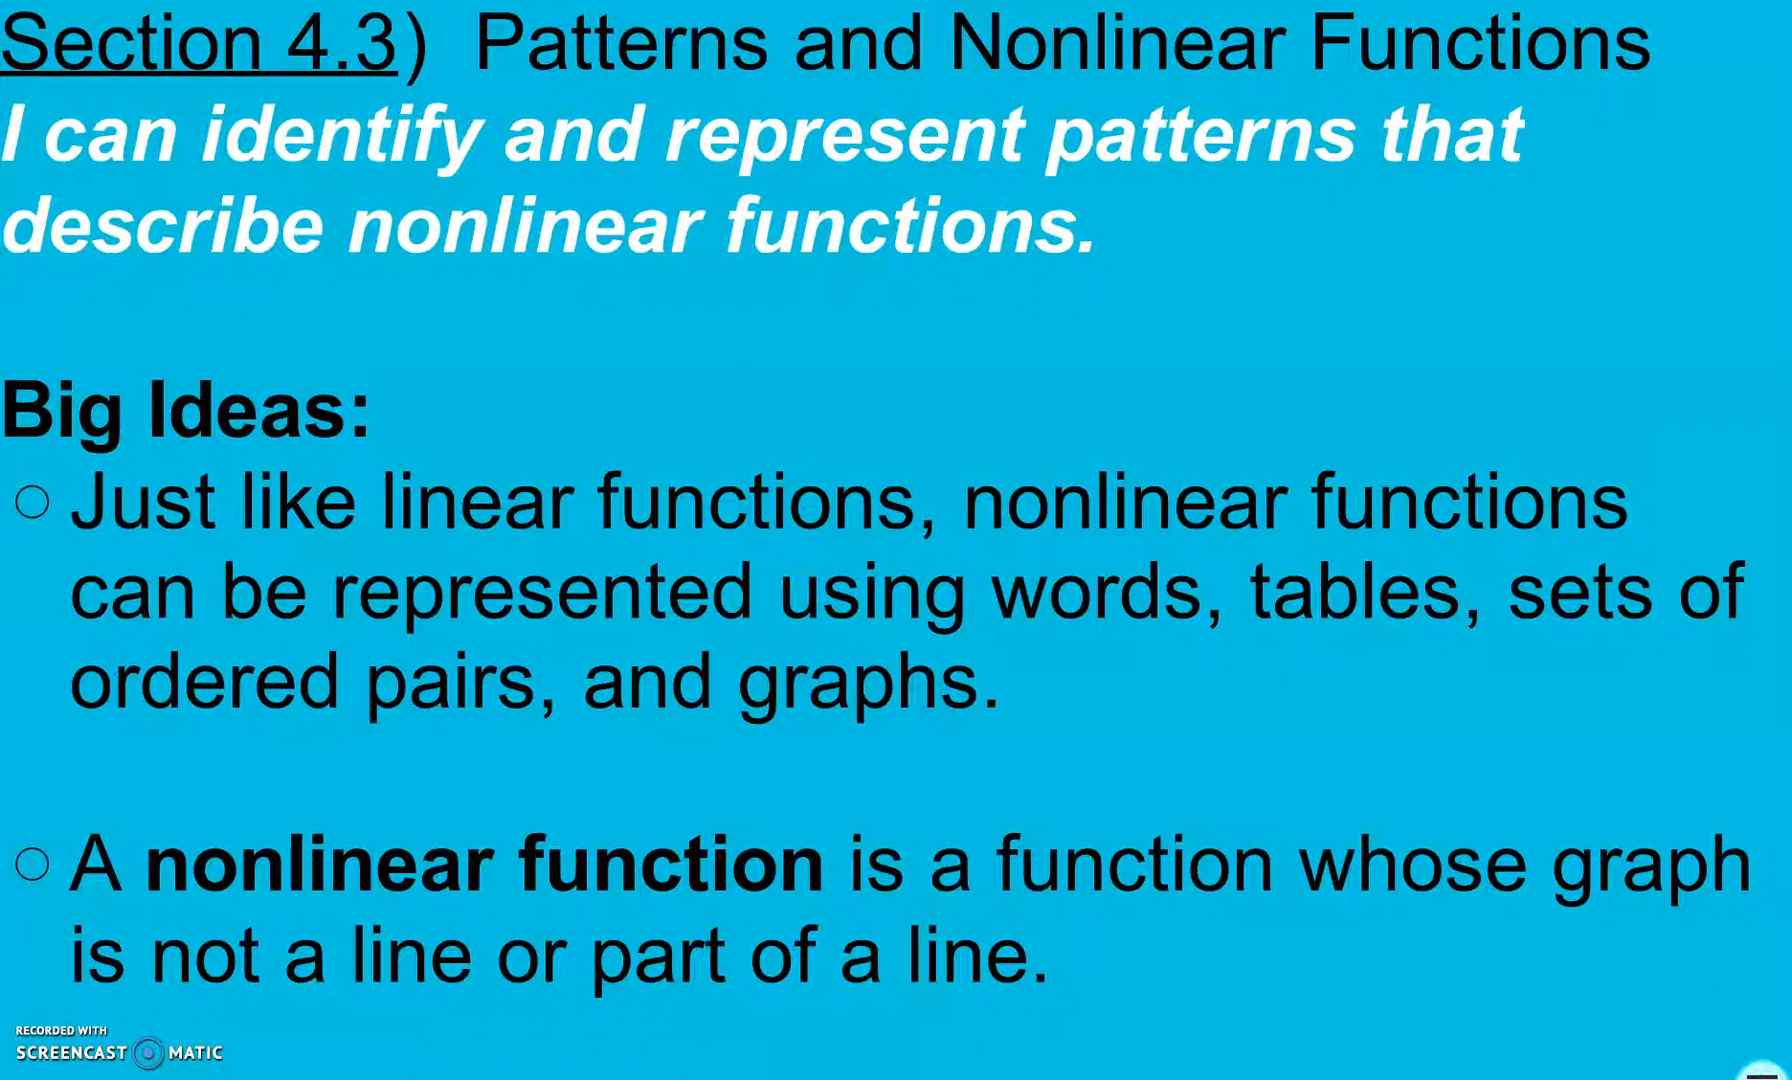 Section 4.3) Patterns and Nonlinear Functions
I can identify and represent patterns that
describe nonlinear functions.
Big Ideas:
○ Just like linear functions, nonlinear functions
can be represented using words, tables, sets of
ordered pairs, and graphs.
○ A nonlinear function is a function whose graph
is not a line or part of a line.
RECORDED WITH
SCREENCAST MATIC